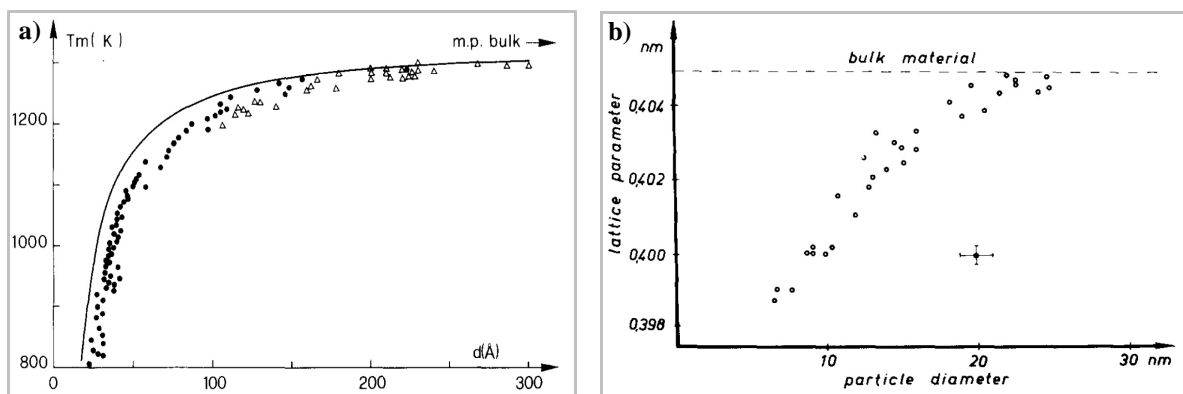 a) Tm( K)
m.p. bulk
1200
1000
800
d(Å)
0 100 200 300
b) nm
bulk material
0,404
0,402
0,400
0,398
lattice parameter
10 20 30 nm
particle diameter